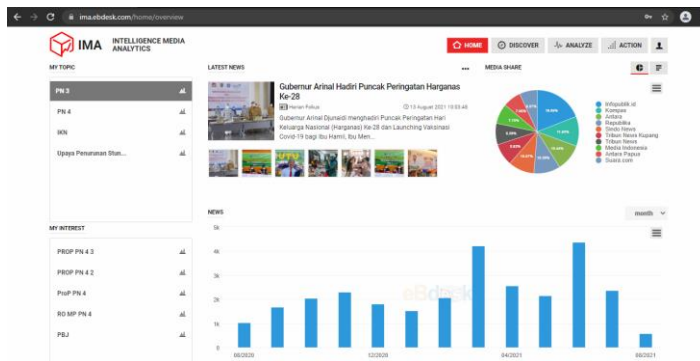 ima.ebdesk.com/home/overview
IMA INTELLIGENCE MEDIA
ANALYTICS
HOME
DISCOVER
ANALYZE
ACTION
MY TOPIC
PN 3
PN 4
IKN
Upaya Penurunan Stun...
LATEST NEWS
Gubernur Arinal Hadiri Puncak Peringatan Harganas
Ke-28
Harian Fokus
13 August 2021 15:03:48
Gubernur Arinal Djunaidi menghadiri Puncak Peringatan Hari
Keluarga Nasional (Harganas) Ke-28 dan Launching Vaksinasi
Covid-19 bagi Ibu Hamil, Ibu Men...
MEDIA SHARE
Infopublik.id
Kompas
Antara
Republika
Sindo News
Tribun News Kupang
Tribun News
Media Indonesia
Antara Papua
Suara com
MY INTEREST
PROP PN 4 3
PROP PN 4 2
ProP PN 4
RO MP PN 4
PBJ
NEWS
month
5k
4k
3k
2k
1k
0
08/2020
12/2020
04/2021
08/2021